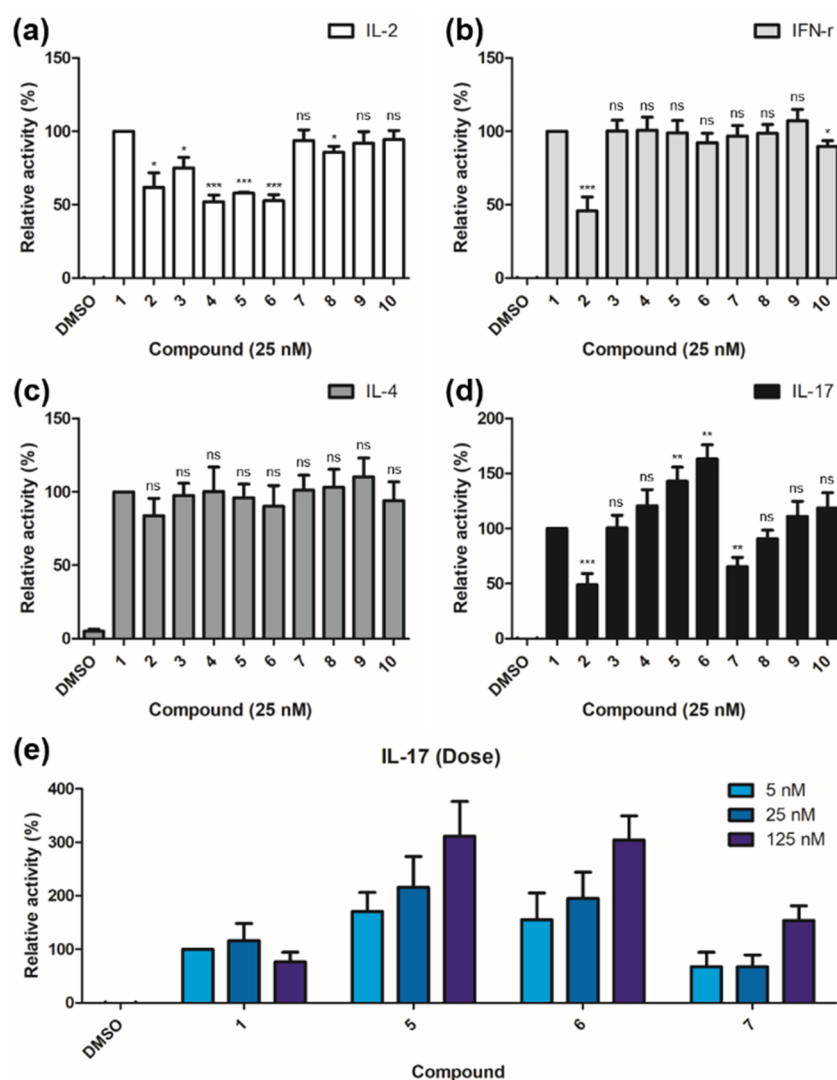 (a)
IL-2
Relative activity (%)
150
100
50
0
* * *** *** *** ns * ns ns
DMSO 1 2 3 4 5 6 7 8 9 10
Compound (25 nM)
(b)
IFN-r
Relative activity (%)
150
100
50
0
*** ns ns ns ns ns ns ns *
DMSO 1 2 3 4 5 6 7 8 9 10
Compound (25 nM)
(c)
IL-4
Relative activity (%)
150
100
50
0
ns ns ns ns ns ns ns ns ns
DMSO 1 2 3 4 5 6 7 8 9 10
Compound (25 nM)
(d)
IL-17
Relative activity (%)
200
150
100
50
0
*** ns ns ** ** ** ns ns ns
DMSO 1 2 3 4 5 6 7 8 9 10
Compound (25 nM)
(e)
IL-17 (Dose)
5 nM
25 nM
125 nM
Relative activity (%)
400
300
200
100
0
DMSO 1 5 6 7
Compound